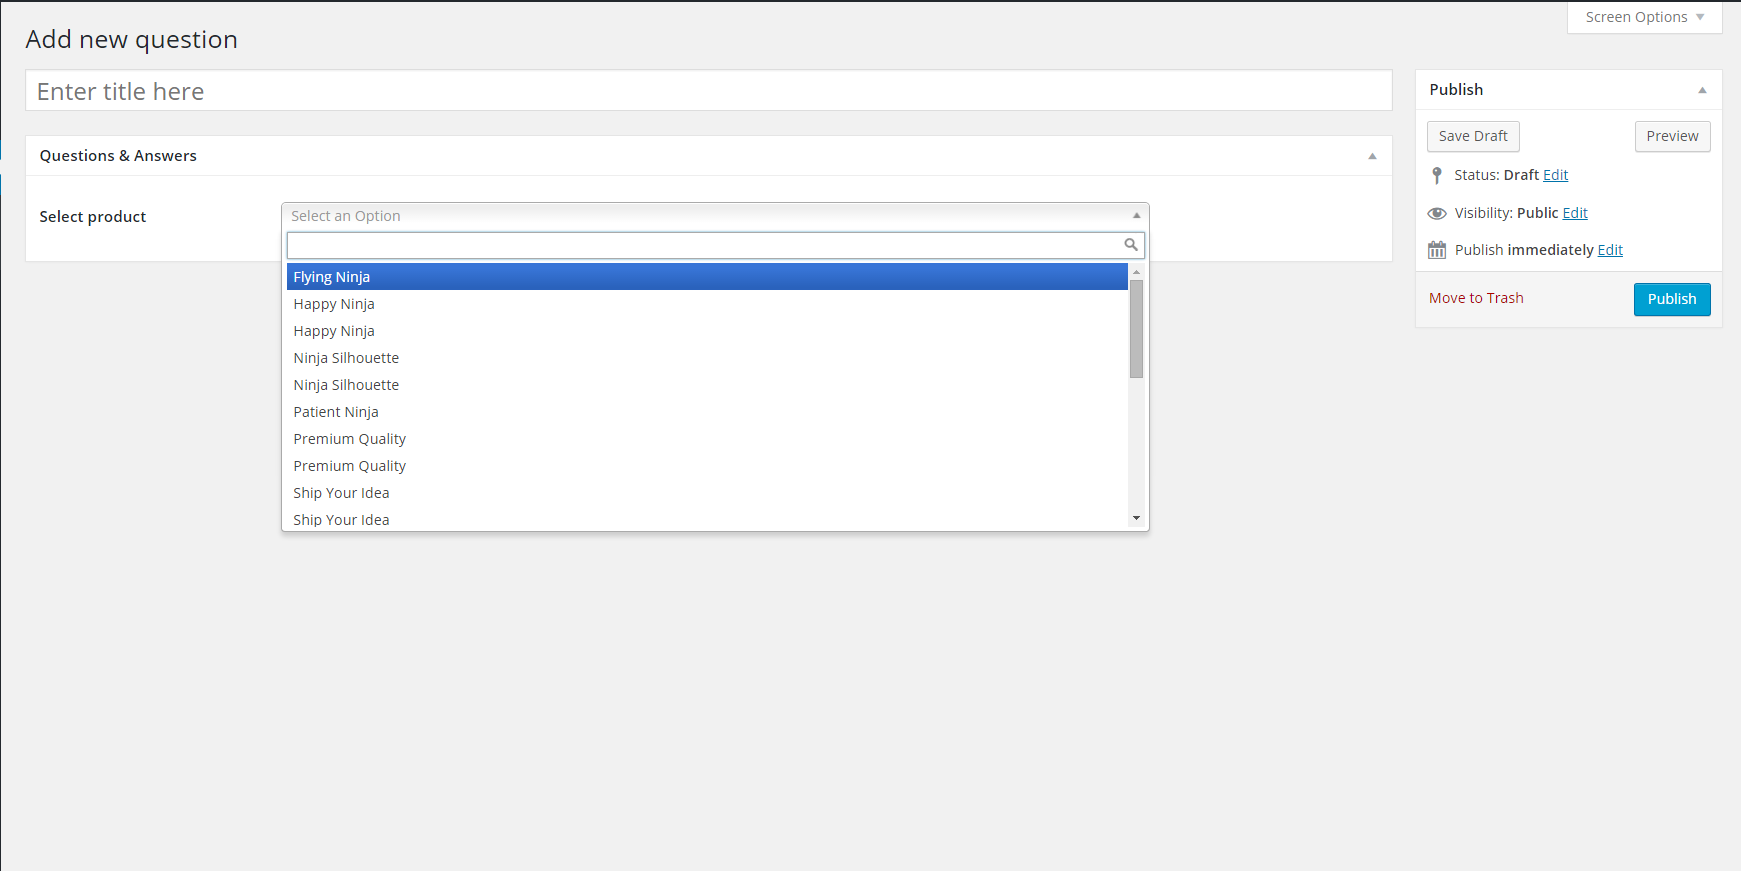 Screen Options
Add new question
Enter title here
Questions & Answers
Select product
Select an Option
Flying Ninja
Happy Ninja
Happy Ninja
Ninja Silhouette
Ninja Silhouette
Patient Ninja
Premium Quality
Premium Quality
Ship Your Idea
Ship Your Idea
Publish
Save Draft
Preview
Status: Draft Edit
Visibility: Public Edit
Publish immediately Edit
Move to Trash
Publish